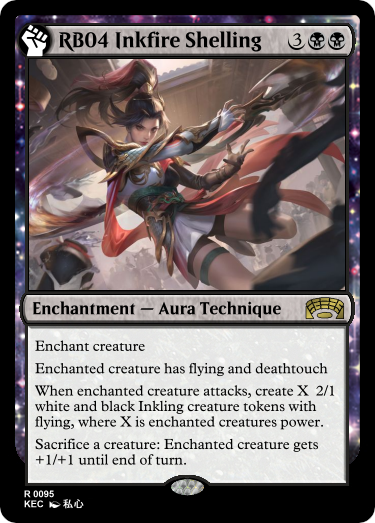 RB04 Inkfire Shelling 3
Enchantment — Aura Technique
Enchant creature
Enchanted creature has flying and deathtouch
When enchanted creature attacks, create X 2/1
white and black Inkling creature tokens with
flying, where X is enchanted creatures power.
Sacrifice a creature: Enchanted creature gets
+1/+1 until end of turn.
R 0095
KEC 私心